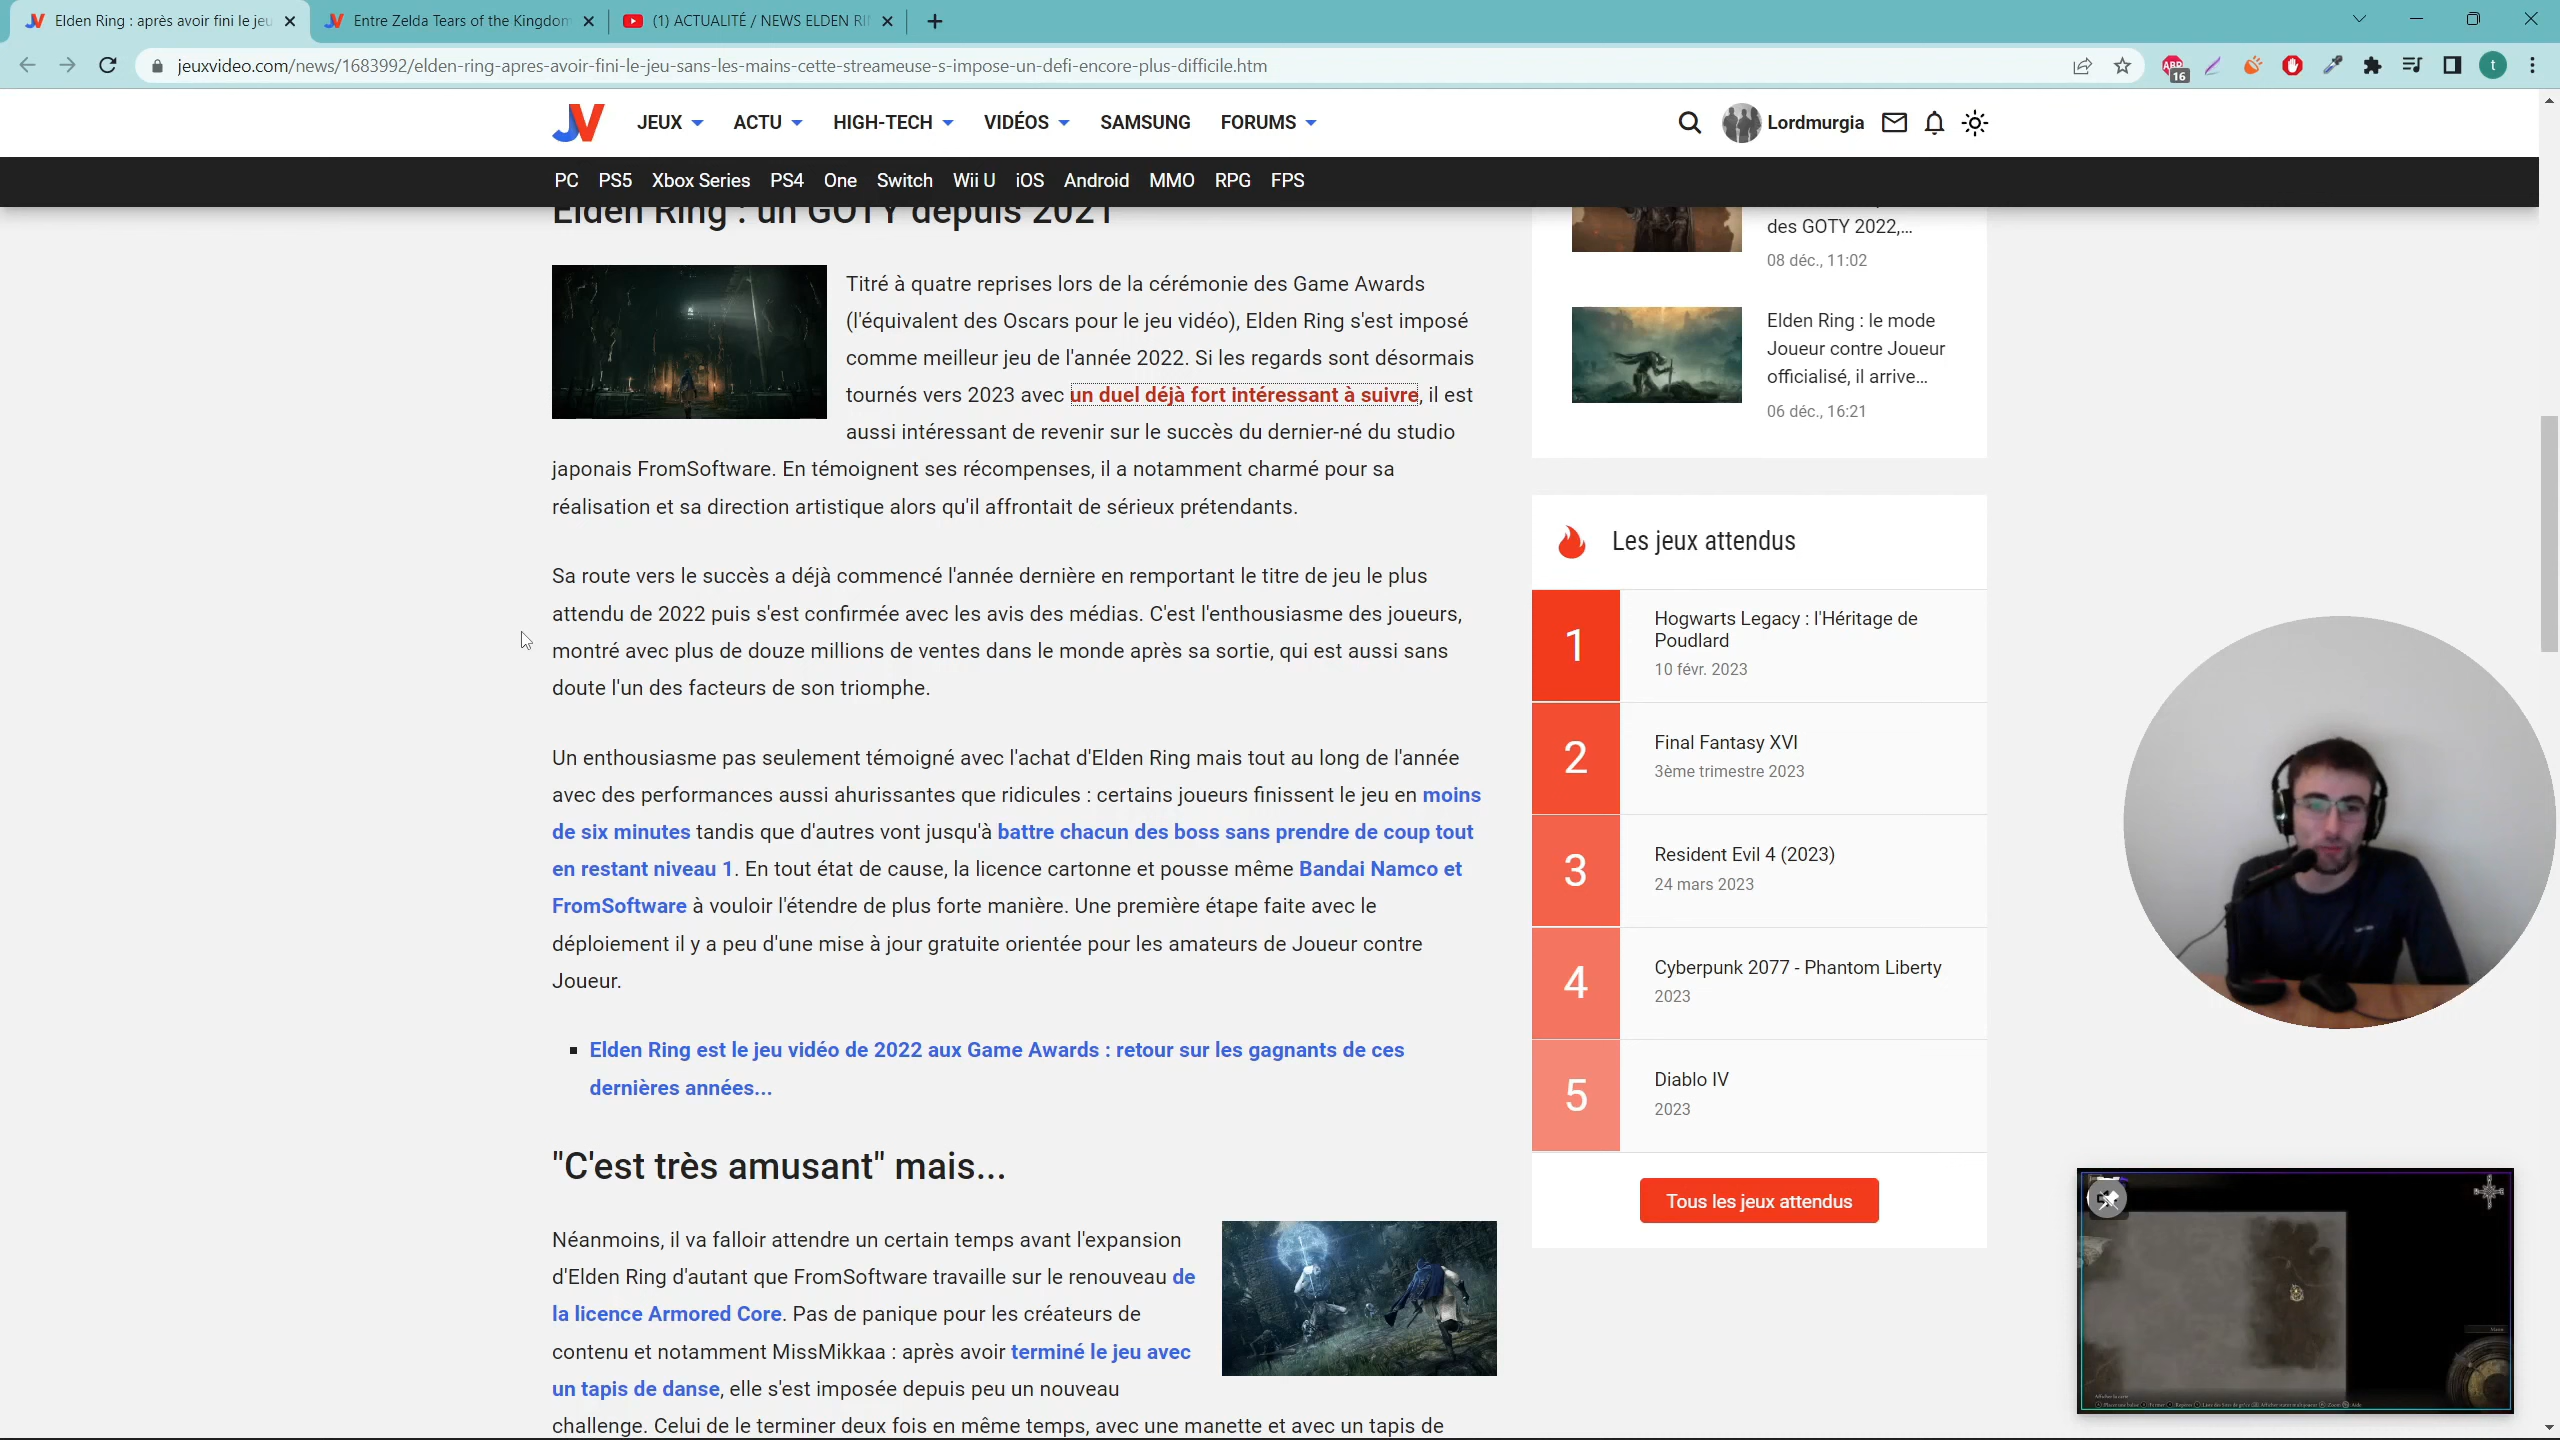 Elden Ring : après avoir fini le jeu
Entre Zelda Tears of the Kingdom
(1) ACTUALITÉ / NEWS ELDEN RI
jeuxvideo.com/news/1683992/elden-ring-apres-avoir-fini-le-jeu-sans-les-mains-cette-streameuse-s-impose-un-defi-encore-plus-difficile.htm
ABP
16
t
JV
JEUX
ACTU
HIGH-TECH
VIDÉOS
SAMSUNG
FORUMS
Lordmurgia
PC PS5 Xbox Series PS4 One Switch Wii U iOS Android MMO RPG FPS
Elden Ring : un GOTY depuis 2021
Titré à quatre reprises lors de la cérémonie des Game Awards
(l'équivalent des Oscars pour le jeu vidéo), Elden Ring s'est imposé
comme meilleur jeu de l'année 2022. Si les regards sont désormais
tournés vers 2023 avec un duel déjà fort intéressant à suivre, il est
aussi intéressant de revenir sur le succès du dernier-né du studio
japonais FromSoftware. En témoignent ses récompenses, il a notamment charmé pour sa
réalisation et sa direction artistique alors qu'il affrontait de sérieux prétendants.
Sa route vers le succès a déjà commencé l'année dernière en remportant le titre de jeu le plus
attendu de 2022 puis s'est confirmée avec les avis des médias. C'est l'enthousiasme des joueurs,
montré avec plus de douze millions de ventes dans le monde après sa sortie, qui est aussi sans
doute l'un des facteurs de son triomphe.
Un enthousiasme pas seulement témoigné avec l'achat d'Elden Ring mais tout au long de l'année
avec des performances aussi ahurissantes que ridicules : certains joueurs finissent le jeu en moins
de six minutes tandis que d'autres vont jusqu'à battre chacun des boss sans prendre de coup tout
en restant niveau 1. En tout état de cause, la licence cartonne et pousse même Bandai Namco et
FromSoftware à vouloir l'étendre de plus forte manière. Une première étape faite avec le
déploiement il y a peu d'une mise à jour gratuite orientée pour les amateurs de Joueur contre
Joueur.
Elden Ring est le jeu vidéo de 2022 aux Game Awards : retour sur les gagnants de ces
dernières années...
"C'est très amusant" mais...
Néanmoins, il va falloir attendre un certain temps avant l'expansion
d'Elden Ring d'autant que FromSoftware travaille sur le renouveau de
la licence Armored Core. Pas de panique pour les créateurs de
contenu et notamment MissMikkaa : après avoir terminé le jeu avec
un tapis de danse, elle s'est imposée depuis peu un nouveau
challenge. Celui de le terminer deux fois en même temps, avec une manette et avec un tapis de
des GOTY 2022,...
08 déc., 11:02
Elden Ring : le mode
Joueur contre Joueur
officialisé, il arrive...
06 déc., 16:21
Les jeux attendus
1
Hogwarts Legacy : l'Héritage de
Poudlard
10 févr. 2023
2
Final Fantasy XVI
3ème trimestre 2023
3
Resident Evil 4 (2023)
24 mars 2023
4
Cyberpunk 2077 - Phantom Liberty
2023
5
Diablo IV
2023
Tous les jeux attendus